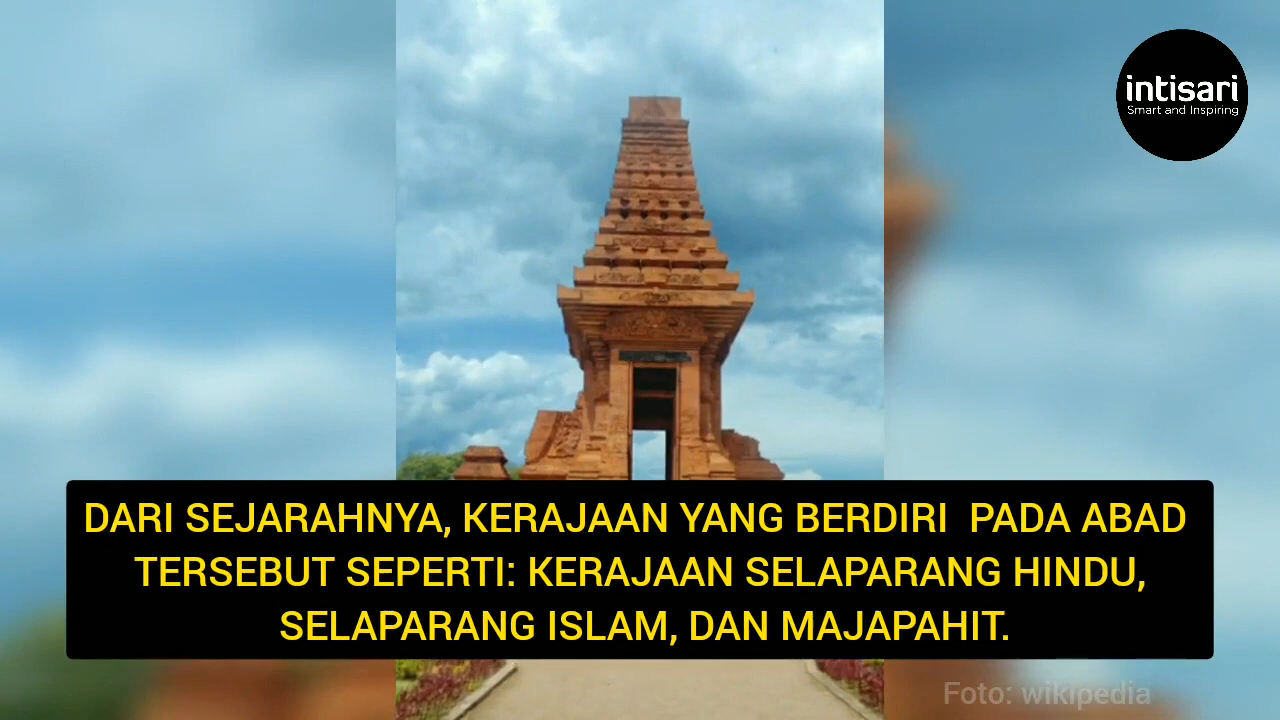 intisari
Smart and Inspiring
DARI SEJARAHNYA, KERAJAAN YANG BERDIRI PADA ABAD
TERSEBUT SEPERTI: KERAJAAN SELAPARANG HINDU,
SELAPARANG ISLAM, DAN MAJAPAHIT.
Foto: wikipedia